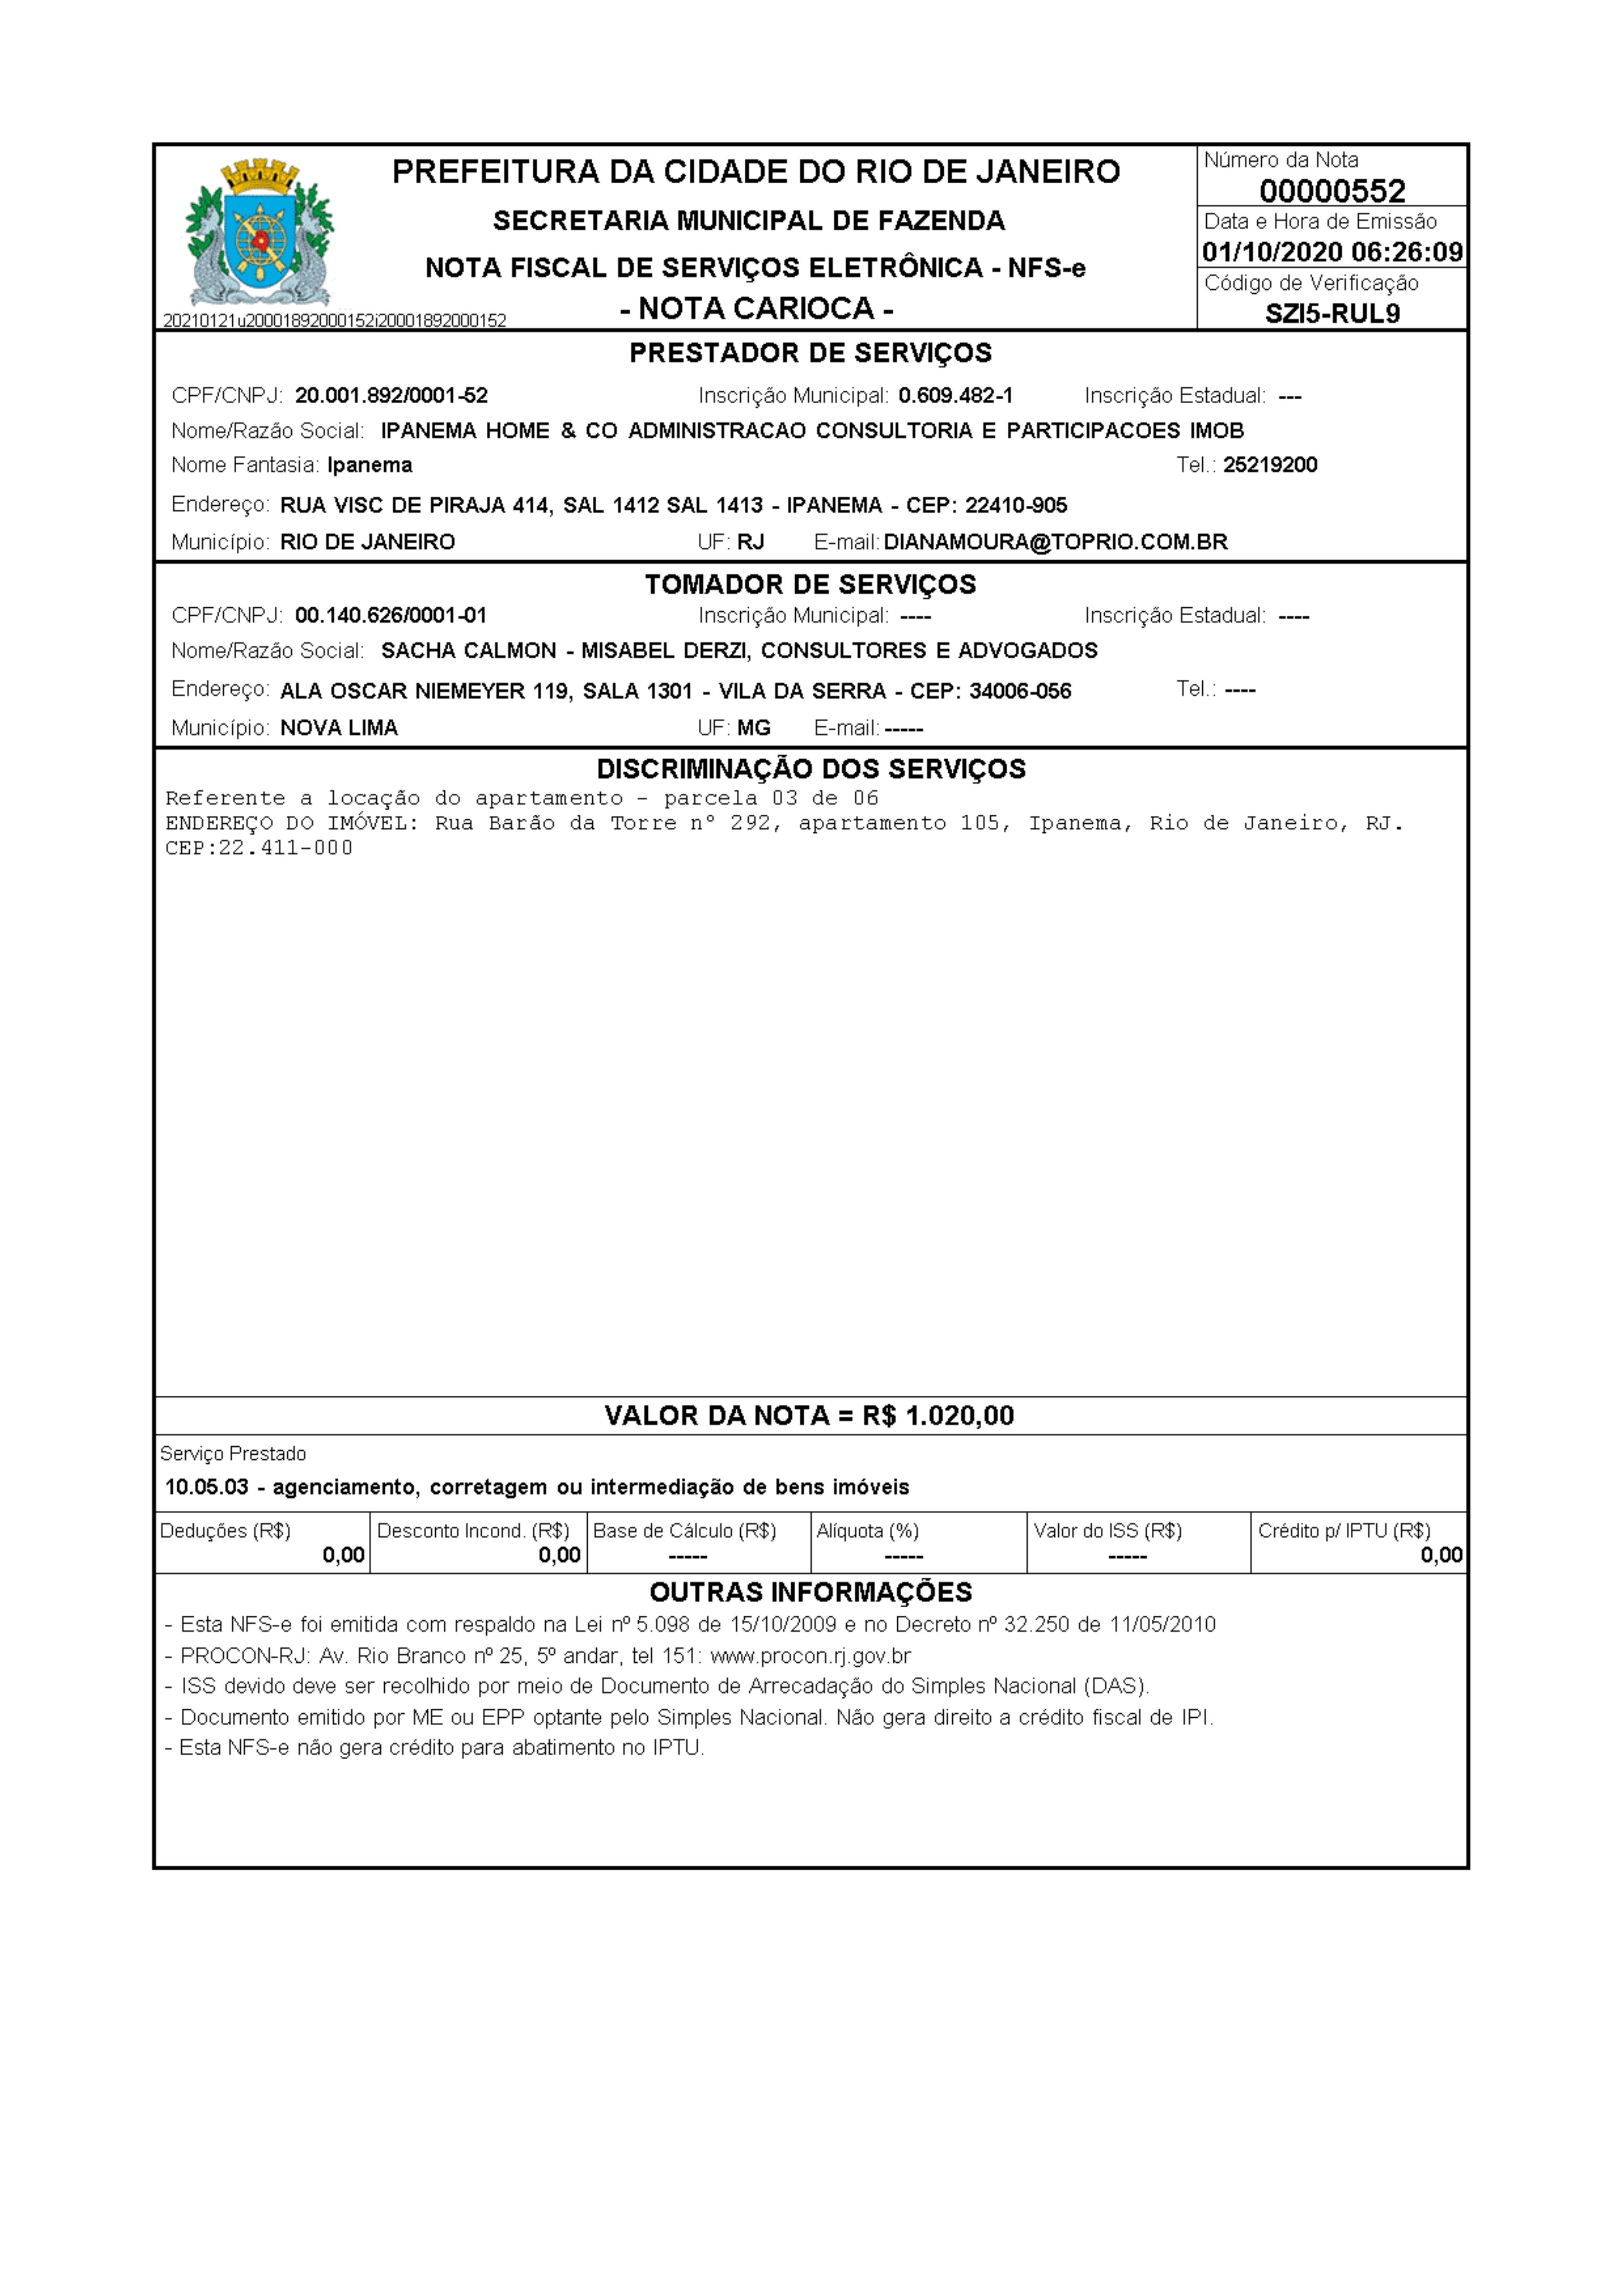 PREFEITURA DA CIDADE DO RIO DE JANEIRO
SECRETARIA MUNICIPAL DE FAZENDA
NOTA FISCAL DE SERVIÇOS ELETRÔNICA - NFS-e
- NOTA CARIOCA -
20210121u20001892000152i20001892000152
Número da Nota
00000552
Data e Hora de Emissão
01/10/2020 06:26:09
Código de Verificação
SZI5-RUL9
PRESTADOR DE SERVIÇOS
CPF/CNPJ: 20.001.892/0001-52 Inscrição Municipal: 0.609.482-1 Inscrição Estadual: ---
Nome/Razão Social: IPANEMA HOME & CO ADMINISTRACAO CONSULTORIA E PARTICIPACOES IMOB
Nome Fantasia: Ipanema Tel.: 25219200
Endereço: RUA VISC DE PIRAJA 414, SAL 1412 SAL 1413 - IPANEMA - CEP: 22410-905
Município: RIO DE JANEIRO UF: RJ E-mail: DIANAMOURA@TOPRIO.COM.BR
TOMADOR DE SERVIÇOS
CPF/CNPJ: 00.140.626/0001-01 Inscrição Municipal: ---- Inscrição Estadual: ----
Nome/Razão Social: SACHA CALMON - MISABEL DERZI, CONSULTORES E ADVOGADOS
Endereço: ALA OSCAR NIEMEYER 119, SALA 1301 - VILA DA SERRA - CEP: 34006-056 Tel.: ----
Município: NOVA LIMA UF: MG E-mail: -----
DISCRIMINAÇÃO DOS SERVIÇOS
Referente a locação do apartamento - parcela 03 de 06
ENDEREÇO DO IMÓVEL: Rua Barão da Torre nº 292, apartamento 105, Ipanema, Rio de Janeiro, RJ.
CEP:22.411-000
VALOR DA NOTA = R$ 1.020,00
Serviço Prestado
10.05.03 - agenciamento, corretagem ou intermediação de bens imóveis
Deduções (R$) Desconto Incond. (R$) Base de Cálculo (R$) Alíquota (%) Valor do ISS (R$) Crédito p/ IPTU (R$)
0,00 0,00 ----- ----- ----- 0,00
OUTRAS INFORMAÇÕES
- Esta NFS-e foi emitida com respaldo na Lei nº 5.098 de 15/10/2009 e no Decreto nº 32.250 de 11/05/2010
- PROCON-RJ: Av. Rio Branco nº 25, 5º andar, tel 151: www.procon.rj.gov.br
- ISS devido deve ser recolhido por meio de Documento de Arrecadação do Simples Nacional (DAS).
- Documento emitido por ME ou EPP optante pelo Simples Nacional. Não gera direito a crédito fiscal de IPI.
- Esta NFS-e não gera crédito para abatimento no IPTU.